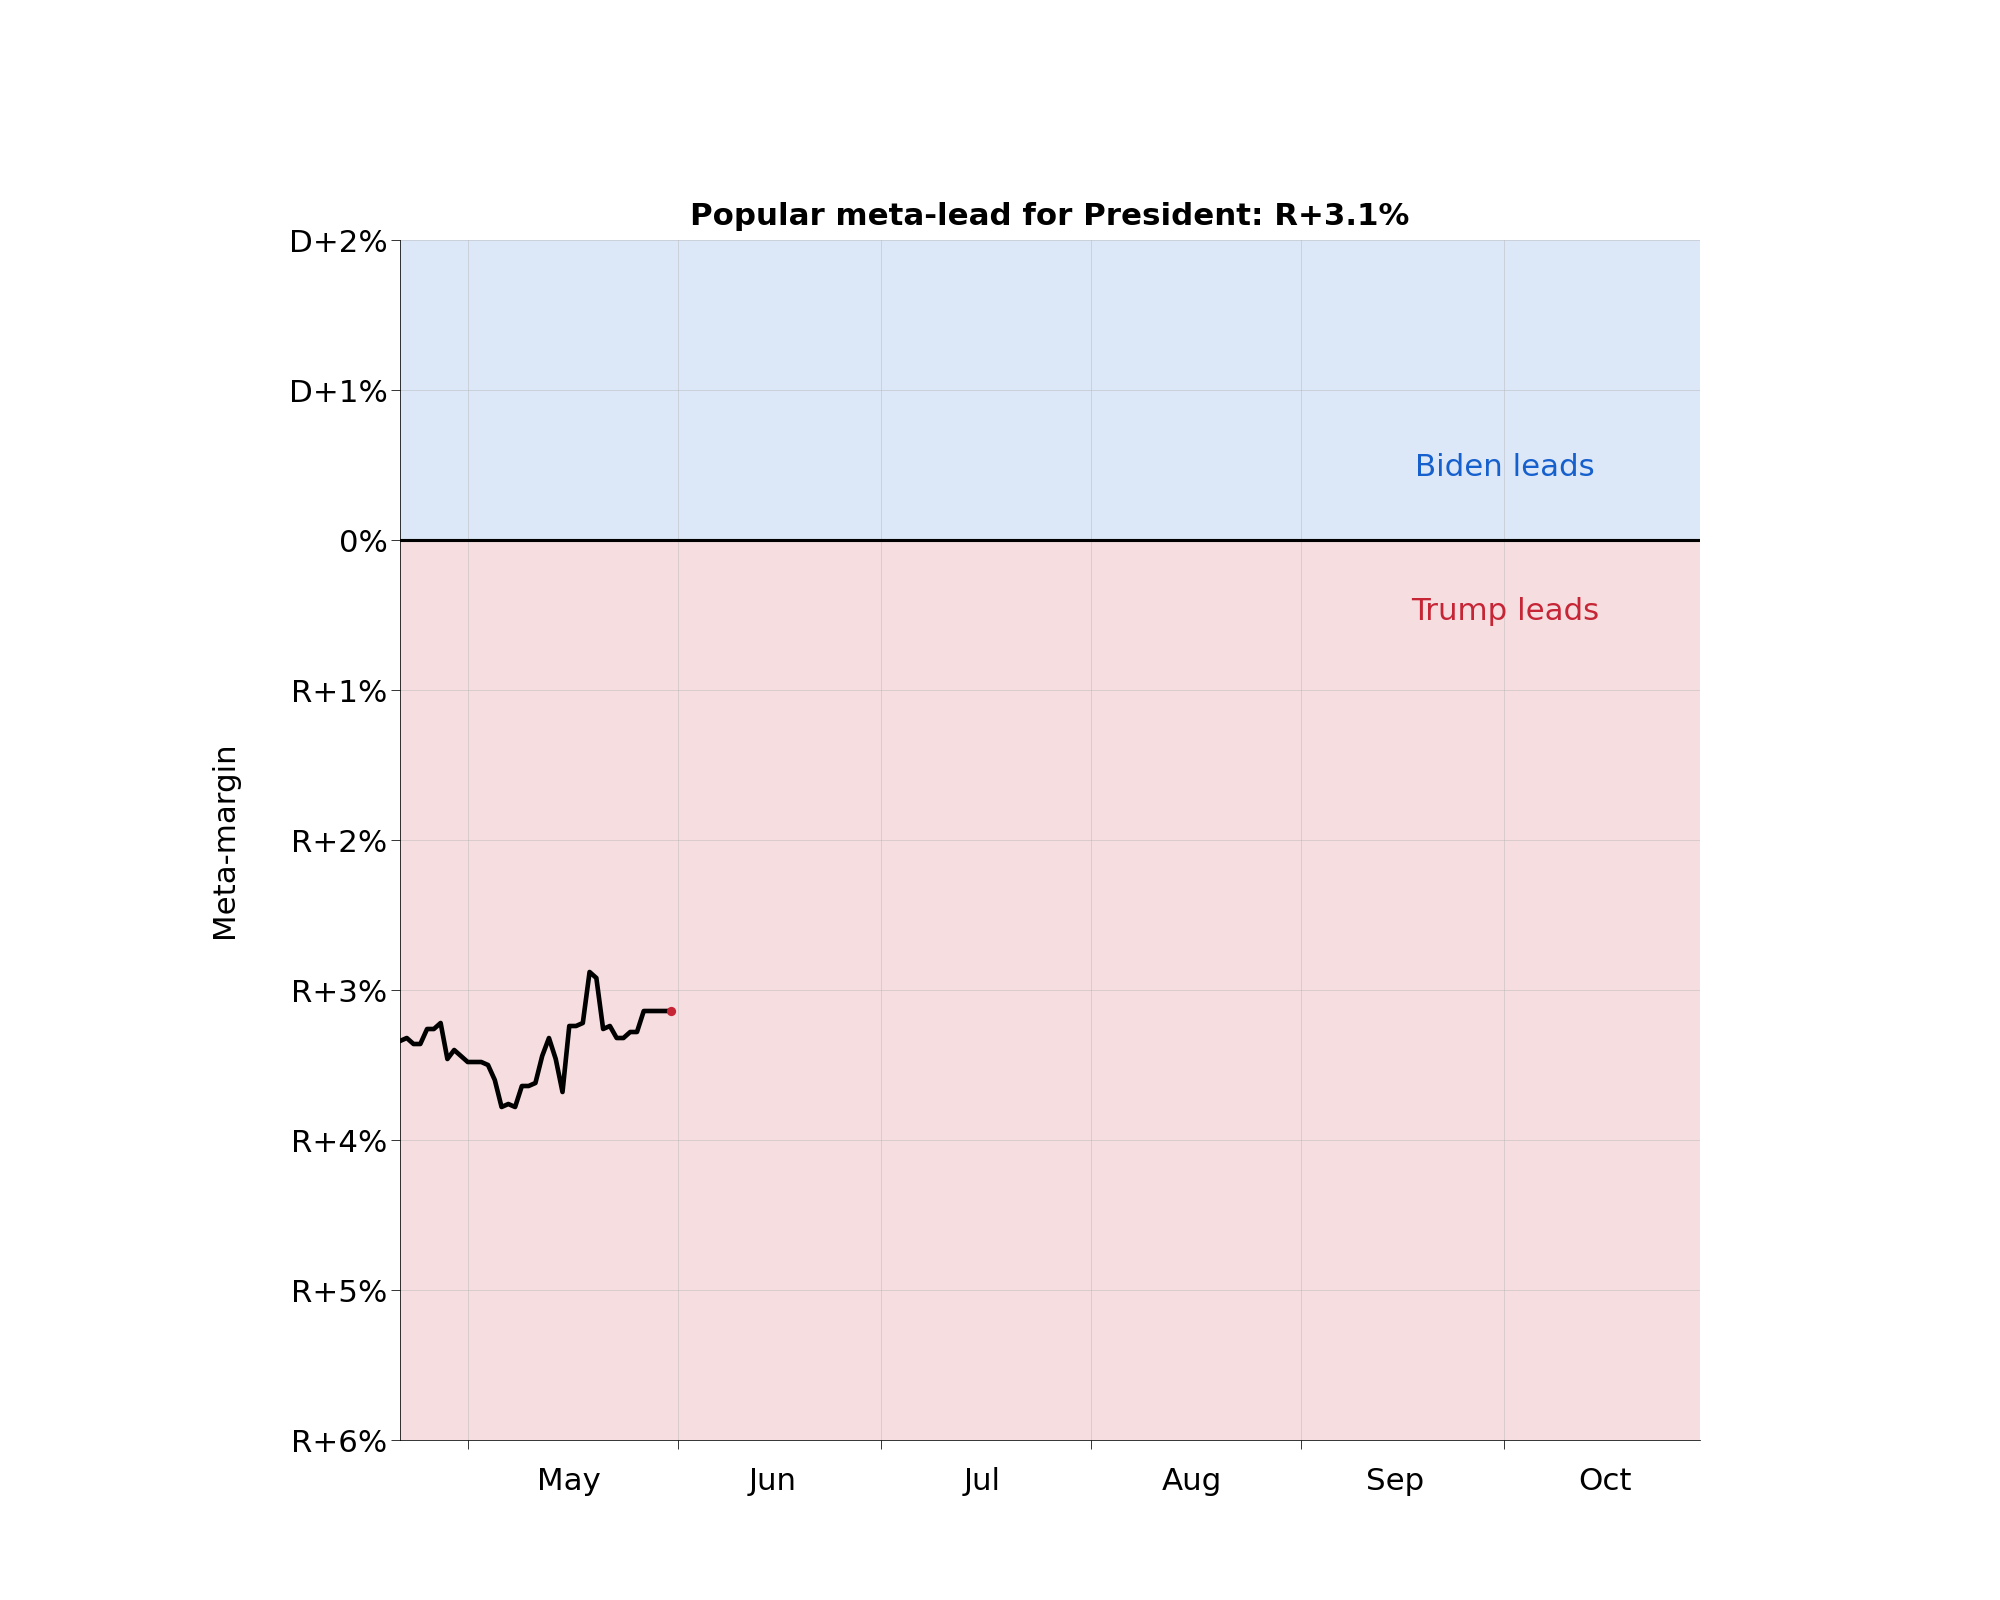 Popular meta-lead for President: R+3.1%
D+2%
D+1%
Biden leads
0%
Trump leads
R+1%
Meta-margin
R+2%
R+3%
R+4%
R+5%
R+6%
May Jun Jul Aug Sep Oct